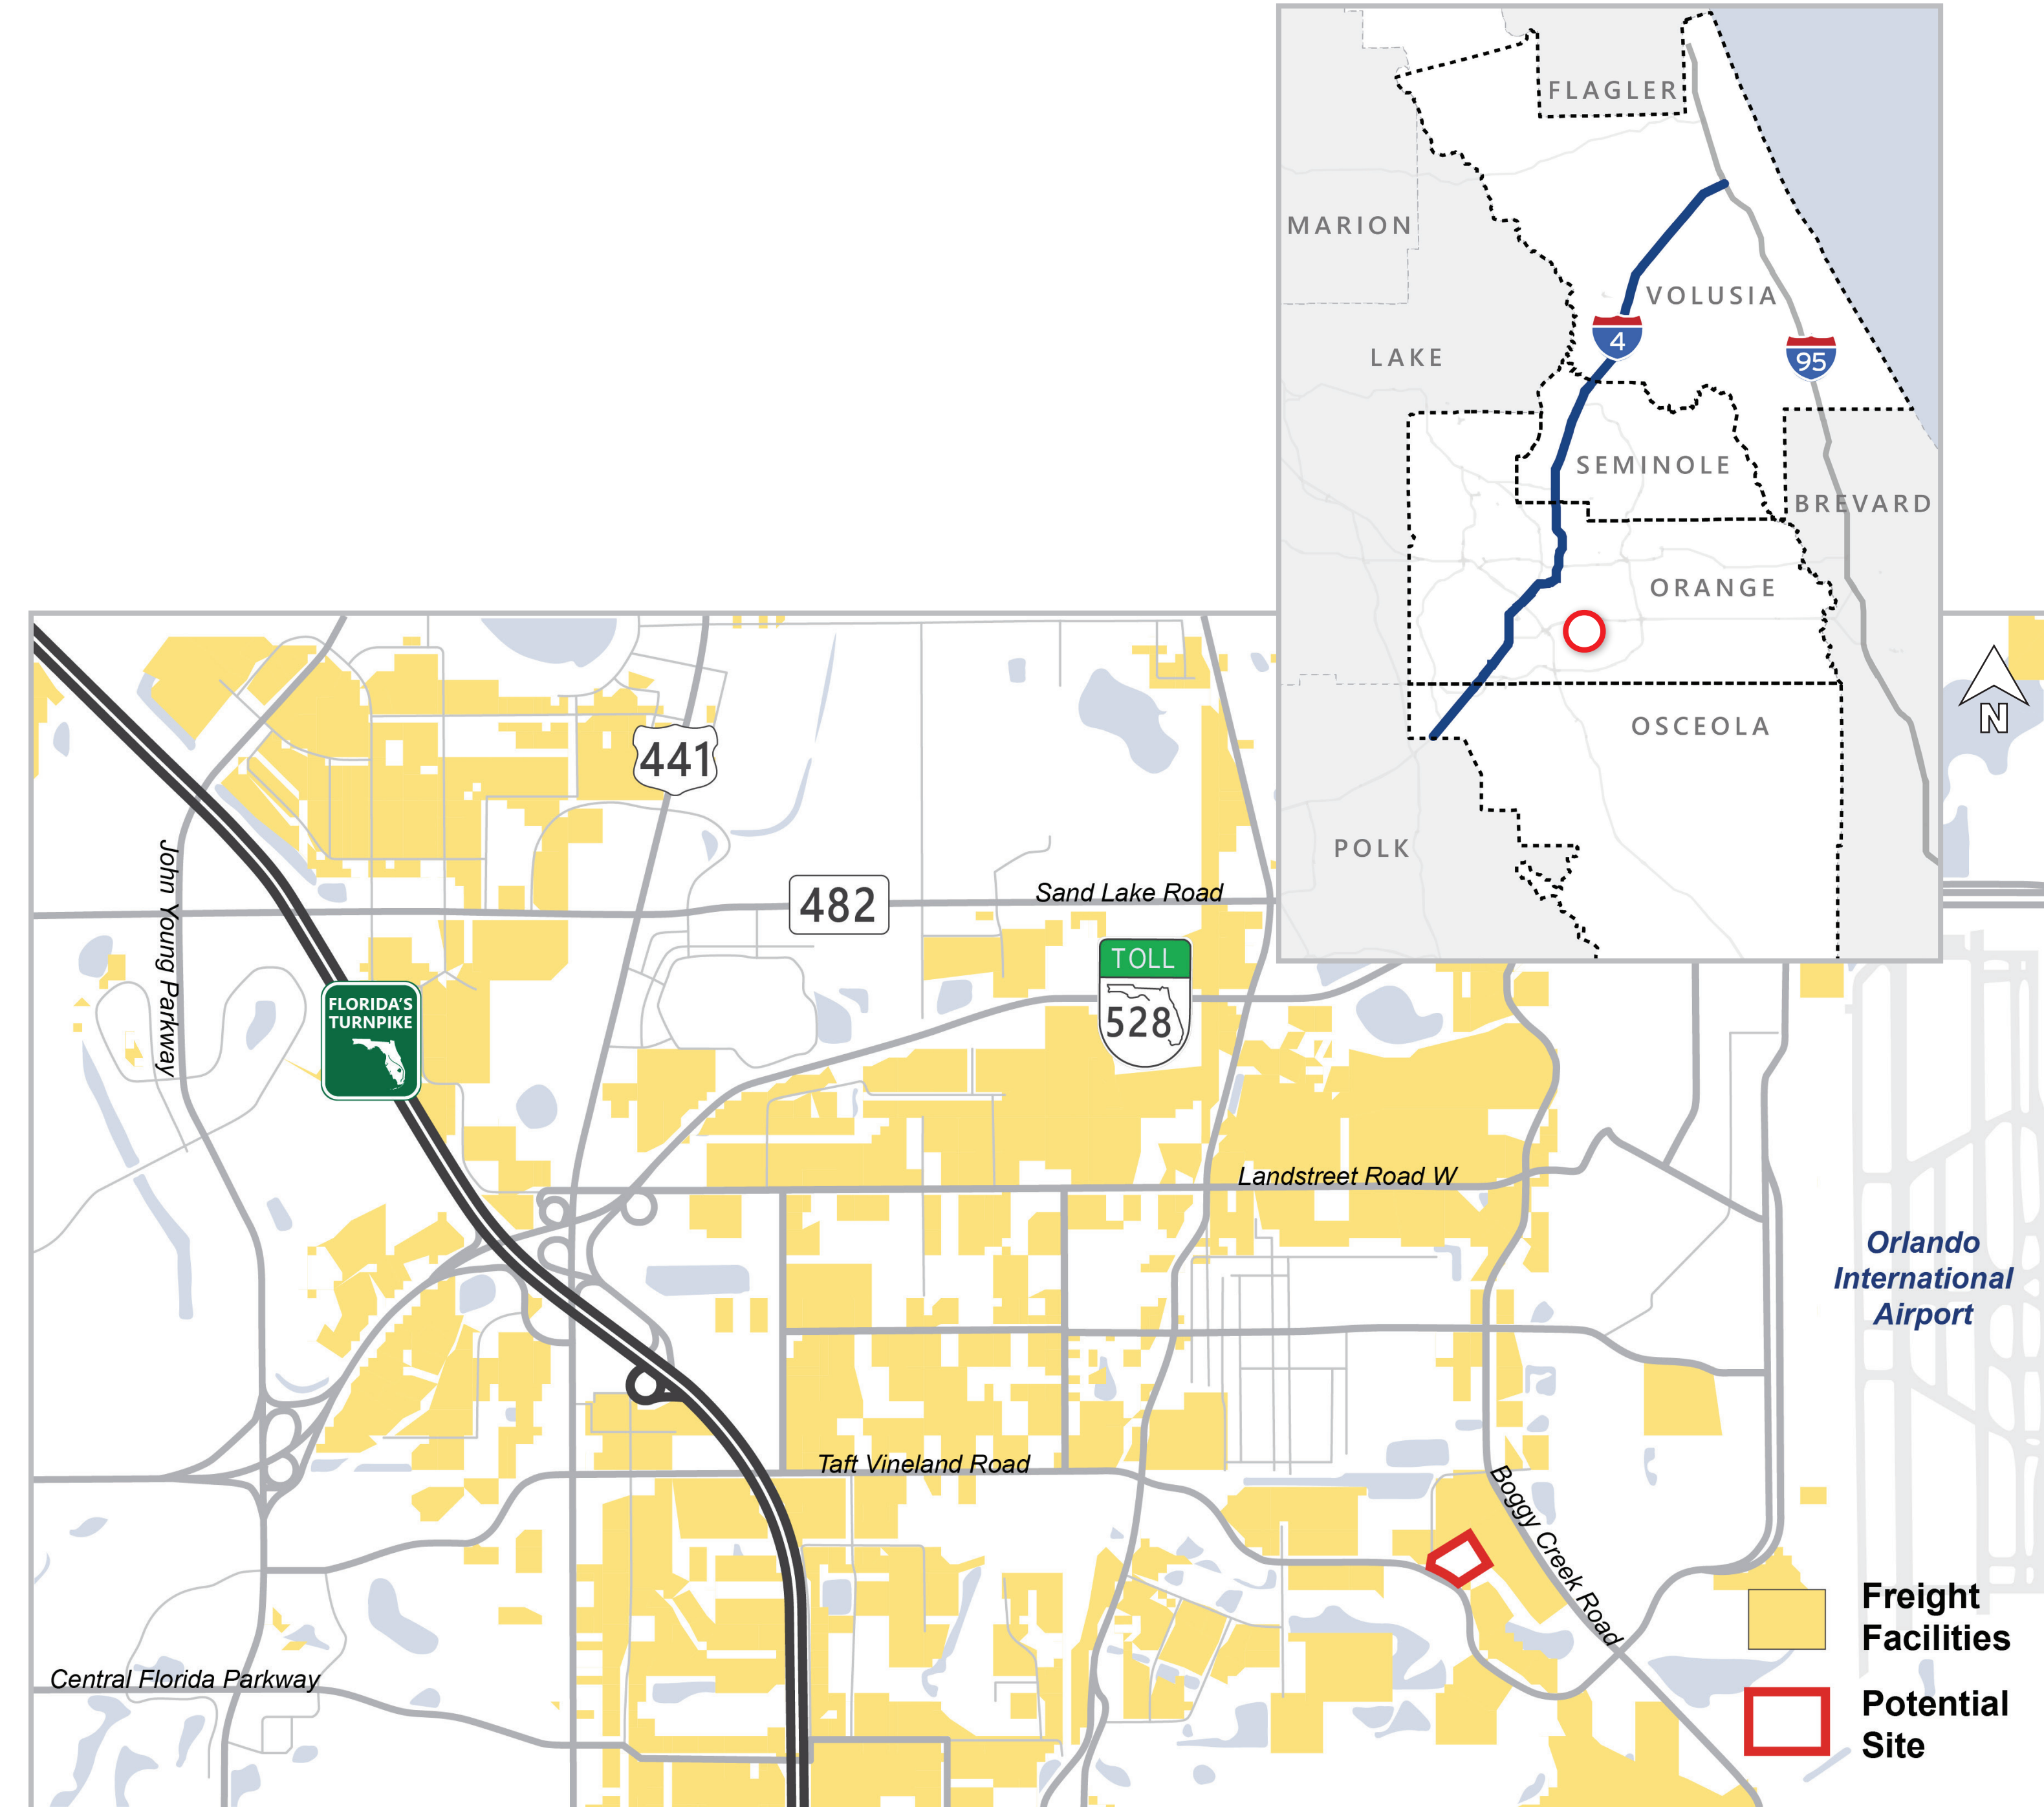 FLAGLER
MARION
VOLUSIA
4
LAKE
95
SEMINOLE
BREVARD
ORANGE
OSCEOLA
POLK
N
441
John Young Parkway
482
Sand Lake Road
TOLL
528
FLORIDA'S
TURNPIKE
Landstreet Road W
Orlando
International
Airport
Taft Vineland Road
Boggy Creek Road
Central Florida Parkway
Freight
Facilities
Potential
Site